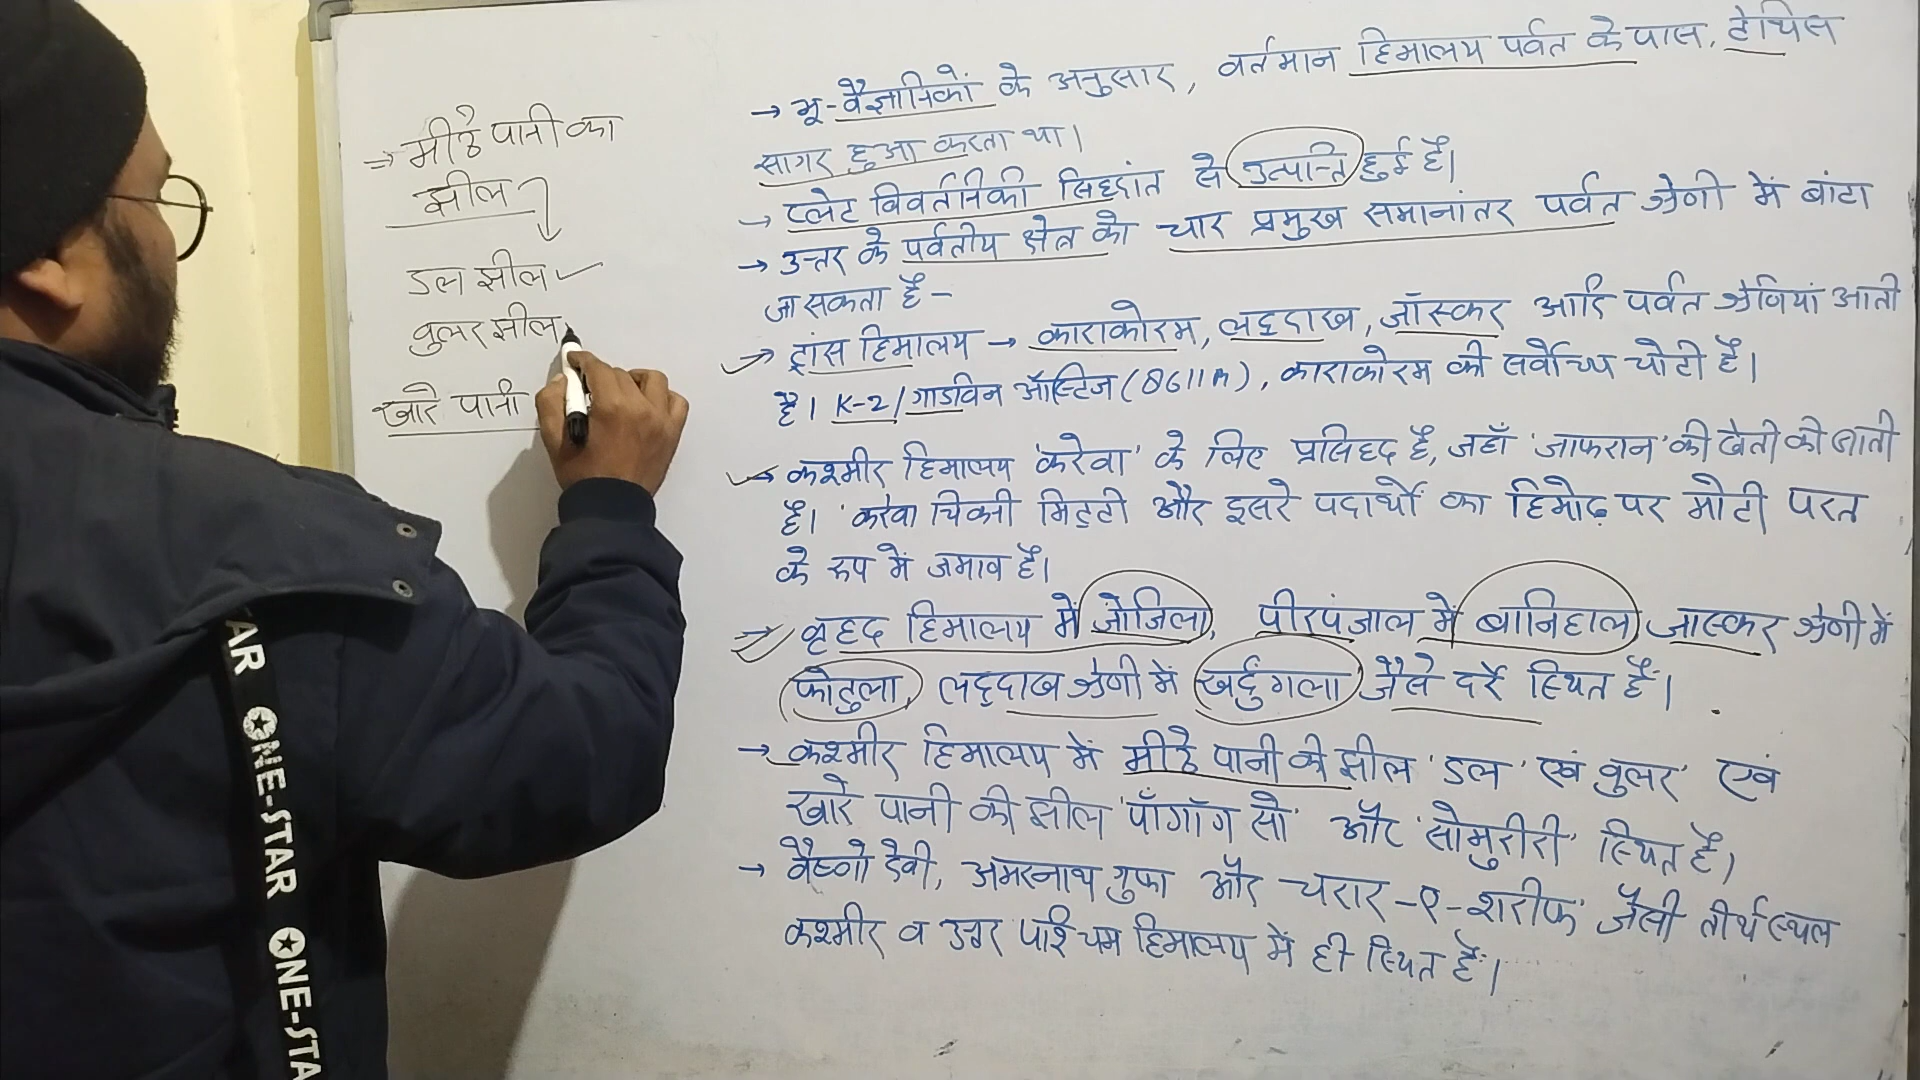 → मीठे पानी का
झील
डल झील ✓
वुलर झील
खारे पानी
→ भू-वैज्ञानिकों के अनुसार, वर्तमान हिमालय पर्वत के पास, टेथिस
सागर हुआ करता था।
→ प्लेट विवर्तनिकी सिद्दांत से उत्पत्ति हुई है।
→ उत्तर के पर्वतीय क्षेत्र को चार प्रमुख समानांतर पर्वत श्रेणी में बांटा
जा सकता है -
→ ट्रांस हिमालय → काराकोरम, लद्दाख, जॉस्कर आदि पर्वत श्रेणियां आती
है। K-2/गाडविन ऑस्टिन (8611m), काराकोरम की सर्वोच्च चोटी है।
→ कश्मीर हिमालय 'करेवा' के लिए प्रसिद्द है, जहाँ 'जाफरान' की खेती की जाती
है। 'करेवा चिकनी मिट्टी और दूसरे पदार्थों का हिमोढ़ पर मोटी परत
के रुप में जमाव है।
→ बृहद हिमालय में जोजिला, पीरपंजाल में बानिहाल जास्कर श्रेणी में
फोटुला, लद्दाख श्रेणी में खर्दुंगला जैसे दर्रे स्थित हैं।
→ कश्मीर हिमालय में मीठे पानी की झील 'डल' एवं वुलर' एवं
खारे पानी की झील 'पाँगाँग सो' और 'सोमुरीरी' स्थित है।
→ वैष्णो देवी, अमरनाथ गुफा और चरार-ए-शरीफ' जैसी तीर्थ स्थल
कश्मीर व उत्तर पश्चिम हिमालय में ही स्थित हैं।
TAR ★ ONE-STAR ★ ONE-STA